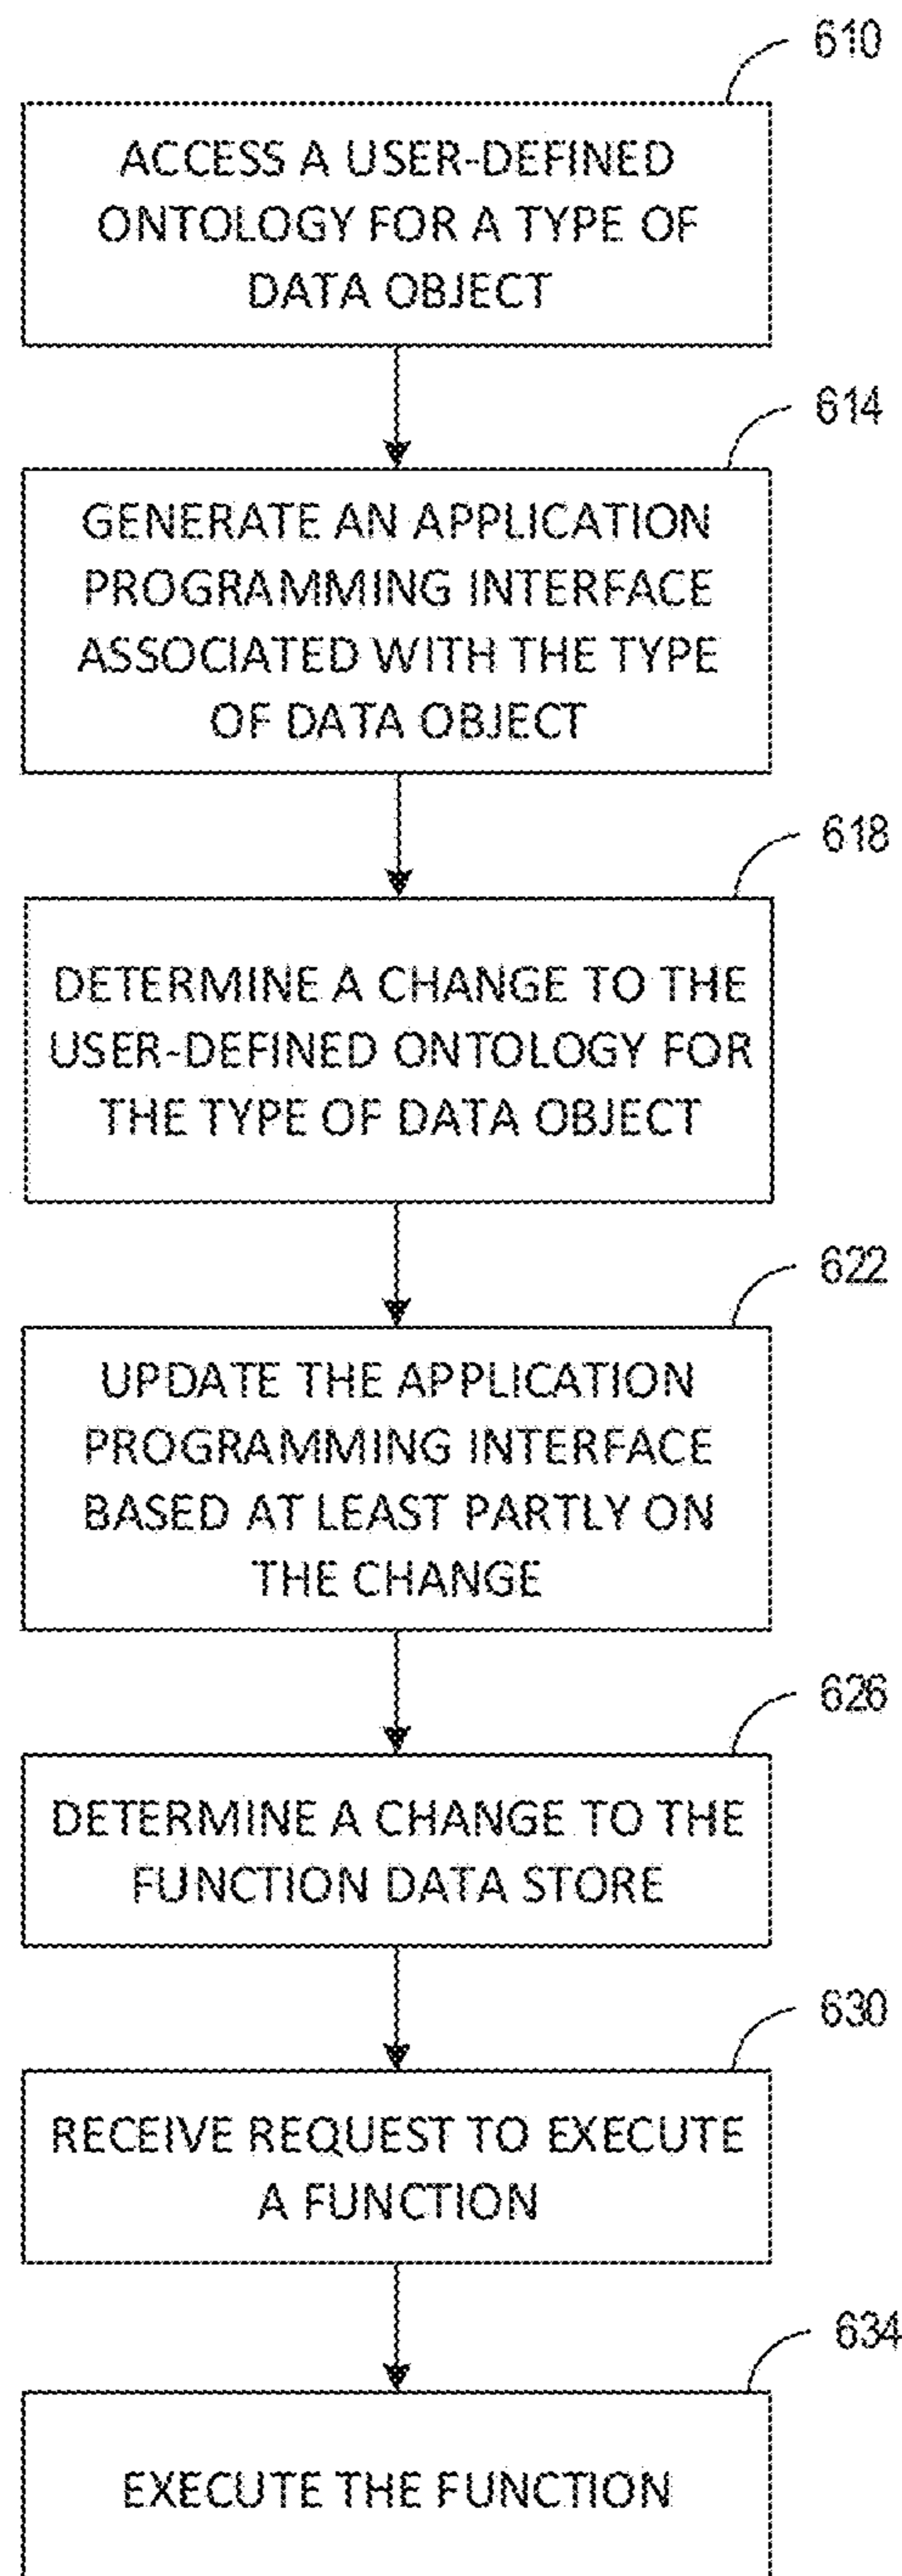 610
ACCESS A USER-DEFINED
ONTOLOGY FOR A TYPE OF
DATA OBJECT
614
GENERATE AN APPLICATION
PROGRAMMING INTERFACE
ASSOCIATED WITH THE TYPE
OF DATA OBJECT
618
DETERMINE A CHANGE TO THE
USER-DEFINED ONTOLOGY FOR
THE TYPE OF DATA OBJECT
622
UPDATE THE APPLICATION
PROGRAMMING INTERFACE
BASED AT LEAST PARTLY ON
THE CHANGE
626
DETERMINE A CHANGE TO THE
FUNCTION DATA STORE
630
RECEIVE REQUEST TO EXECUTE
A FUNCTION
634
EXECUTE THE FUNCTION